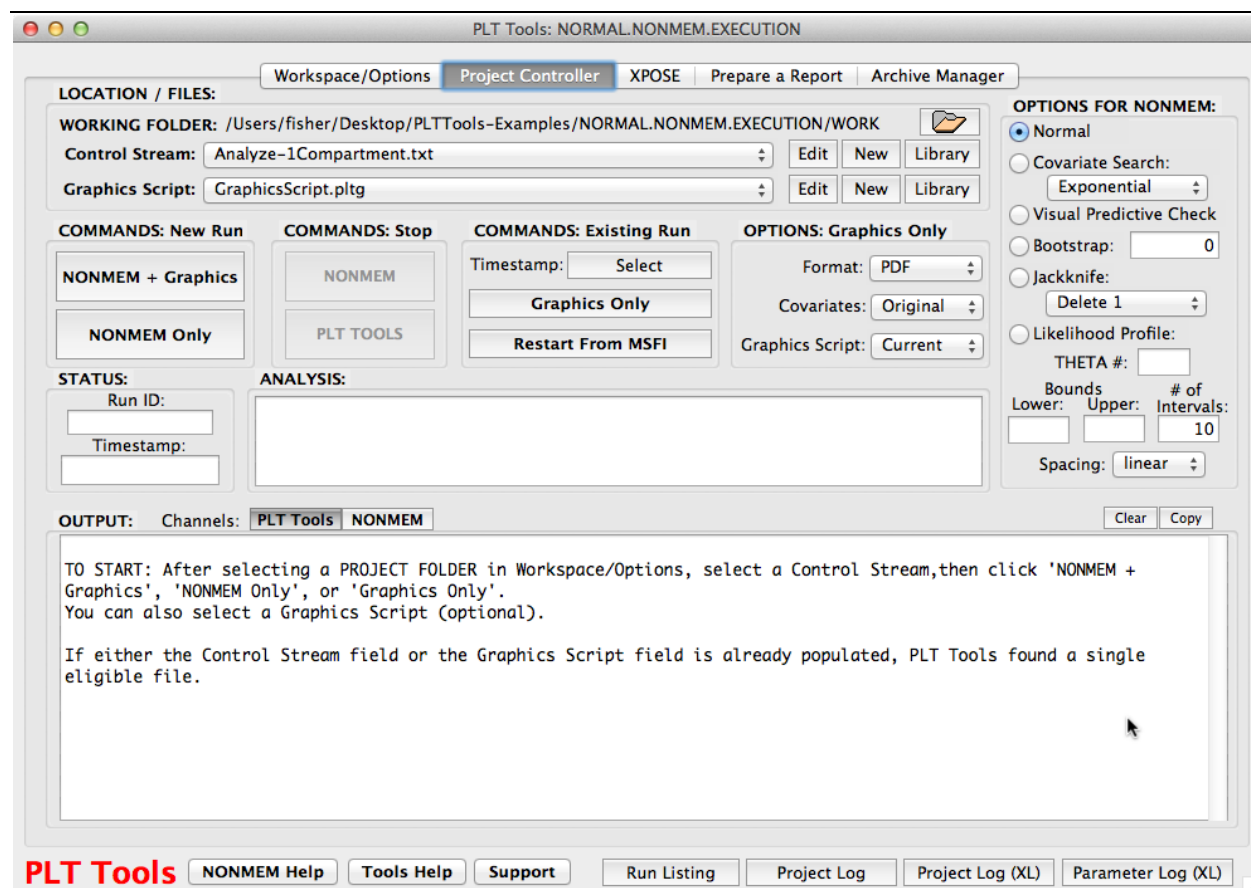 PLT Tools: NORMAL.NONMEM.EXECUTION
Workspace/Options Project Controller XPOSE Prepare a Report Archive Manager
LOCATION / FILES:
WORKING FOLDER: /Users/fisher/Desktop/PLTTools-Examples/NORMAL.NONMEM.EXECUTION/WORK
Control Stream: Analyze-1Compartment.txt Edit New Library
Graphics Script: GraphicsScript.pltg Edit New Library
COMMANDS: New Run
NONMEM + Graphics
NONMEM Only
COMMANDS: Stop
NONMEM
PLT TOOLS
COMMANDS: Existing Run
Timestamp: Select
Graphics Only
Restart From MSFI
OPTIONS: Graphics Only
Format: PDF
Covariates: Original
Graphics Script: Current
OPTIONS FOR NONMEM:
Normal
Covariate Search:
Exponential
Visual Predictive Check
Bootstrap: 0
Jackknife:
Delete 1
Likelihood Profile:
THETA #:
Bounds # of
Lower: Upper: Intervals:
10
Spacing: linear
STATUS:
Run ID:
Timestamp:
ANALYSIS:
OUTPUT: Channels: PLT Tools NONMEM Clear Copy
TO START: After selecting a PROJECT FOLDER in Workspace/Options, select a Control Stream,then click 'NONMEM +
Graphics', 'NONMEM Only', or 'Graphics Only'.
You can also select a Graphics Script (optional).
If either the Control Stream field or the Graphics Script field is already populated, PLT Tools found a single
eligible file.
PLT Tools NONMEM Help Tools Help Support Run Listing Project Log Project Log (XL) Parameter Log (XL)